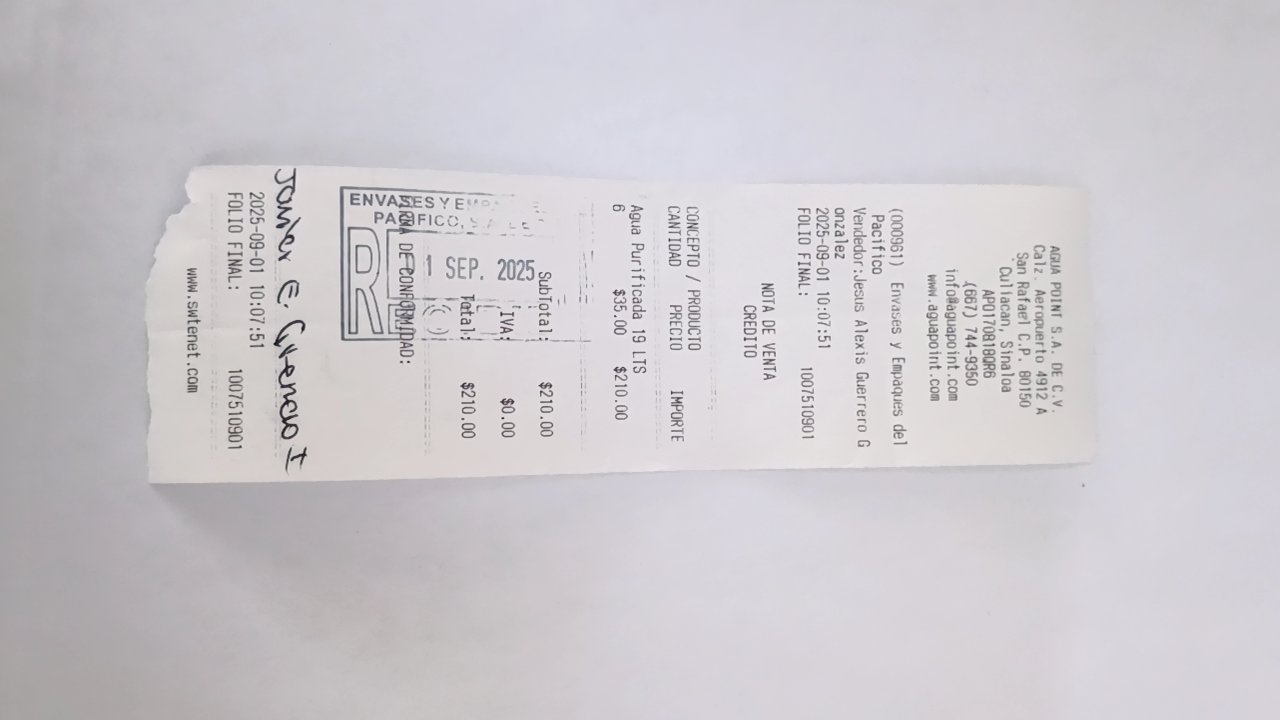 AGUA POINT S.A. DE C.V.
Calz. Aeropuerto 4912 A
San Rafael C.P. 80150
Culiacan, Sinaloa
APO170818QR6
(667) 744-9350
info@aguapoint.com
www.aguapoint.com
(000961) Envases y Empaques del
Pacifico
Vendedor:Jesus Alexis Guerrero G
onzalez
2025-09-01 10:07:51
FOLIO FINAL: 1007510901
NOTA DE VENTA
CREDITO
CONCEPTO / PRODUCTO
CANTIDAD PRECIO IMPORTE
Agua Purificada 19 LTS
6 $35.00 $210.00
SubTotal: $210.00
IVA: $0.00
Total: $210.00
ENVASES Y
PACIFICO, S
1 SEP. 2025
FIRMA DE CONFORMIDAD:
Javier E.
2025-09-01 10:07:51
FOLIO FINAL: 1007510901
www.swtenet.com